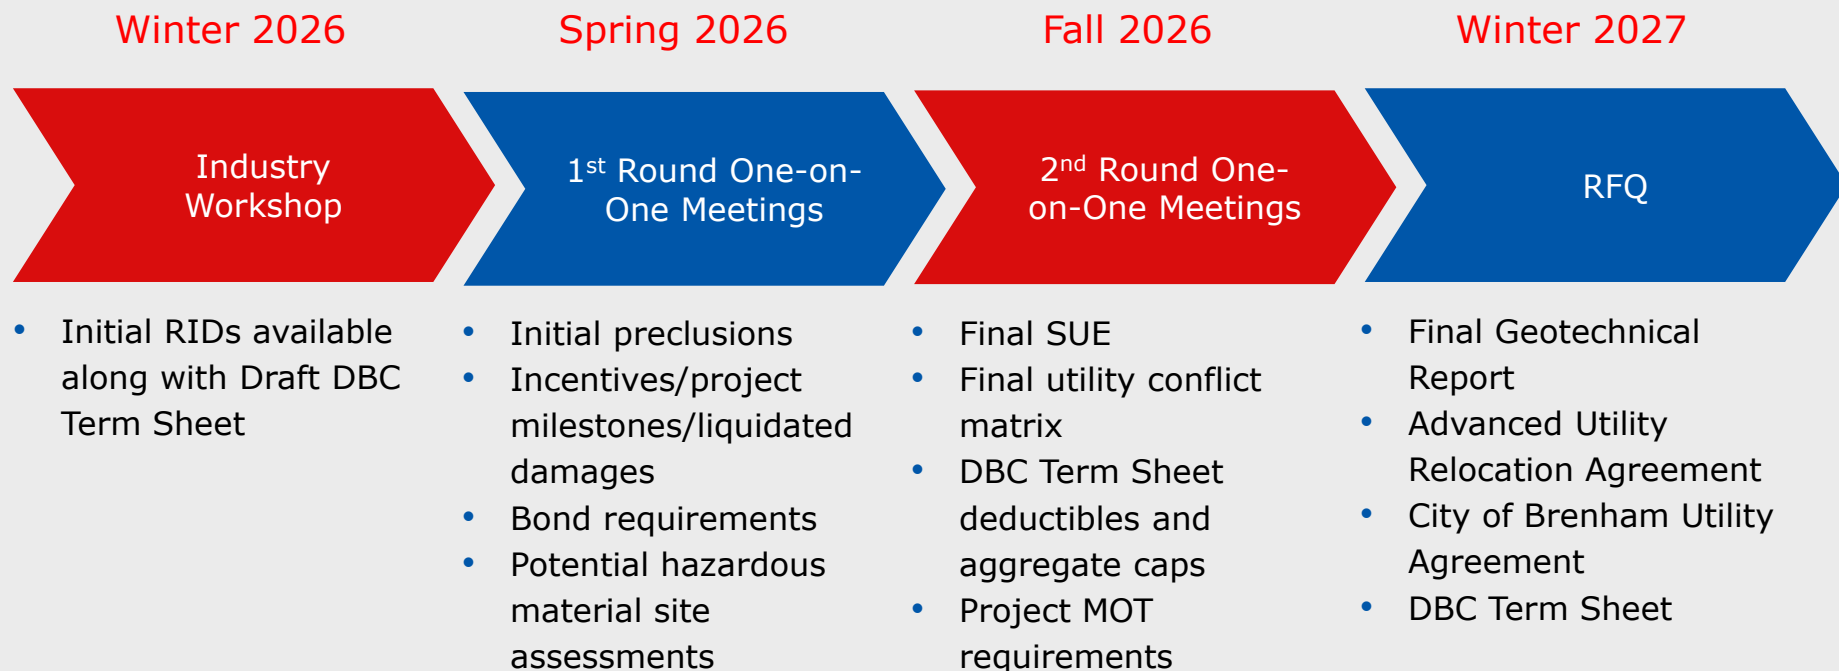 Winter 2026
Spring 2026
Fall 2026
Winter 2027
Industry
Workshop
1st Round One-on-
One Meetings
2nd Round One-
on-One Meetings
RFQ
• Initial RIDs available
along with Draft DBC
Term Sheet
• Initial preclusions
• Incentives/project
milestones/liquidated
damages
• Bond requirements
• Potential hazardous
material site
assessments
• Final SUE
• Final utility conflict
matrix
• DBC Term Sheet
deductibles and
aggregate caps
• Project MOT
requirements
• Final Geotechnical
Report
• Advanced Utility
Relocation Agreement
• City of Brenham Utility
Agreement
• DBC Term Sheet